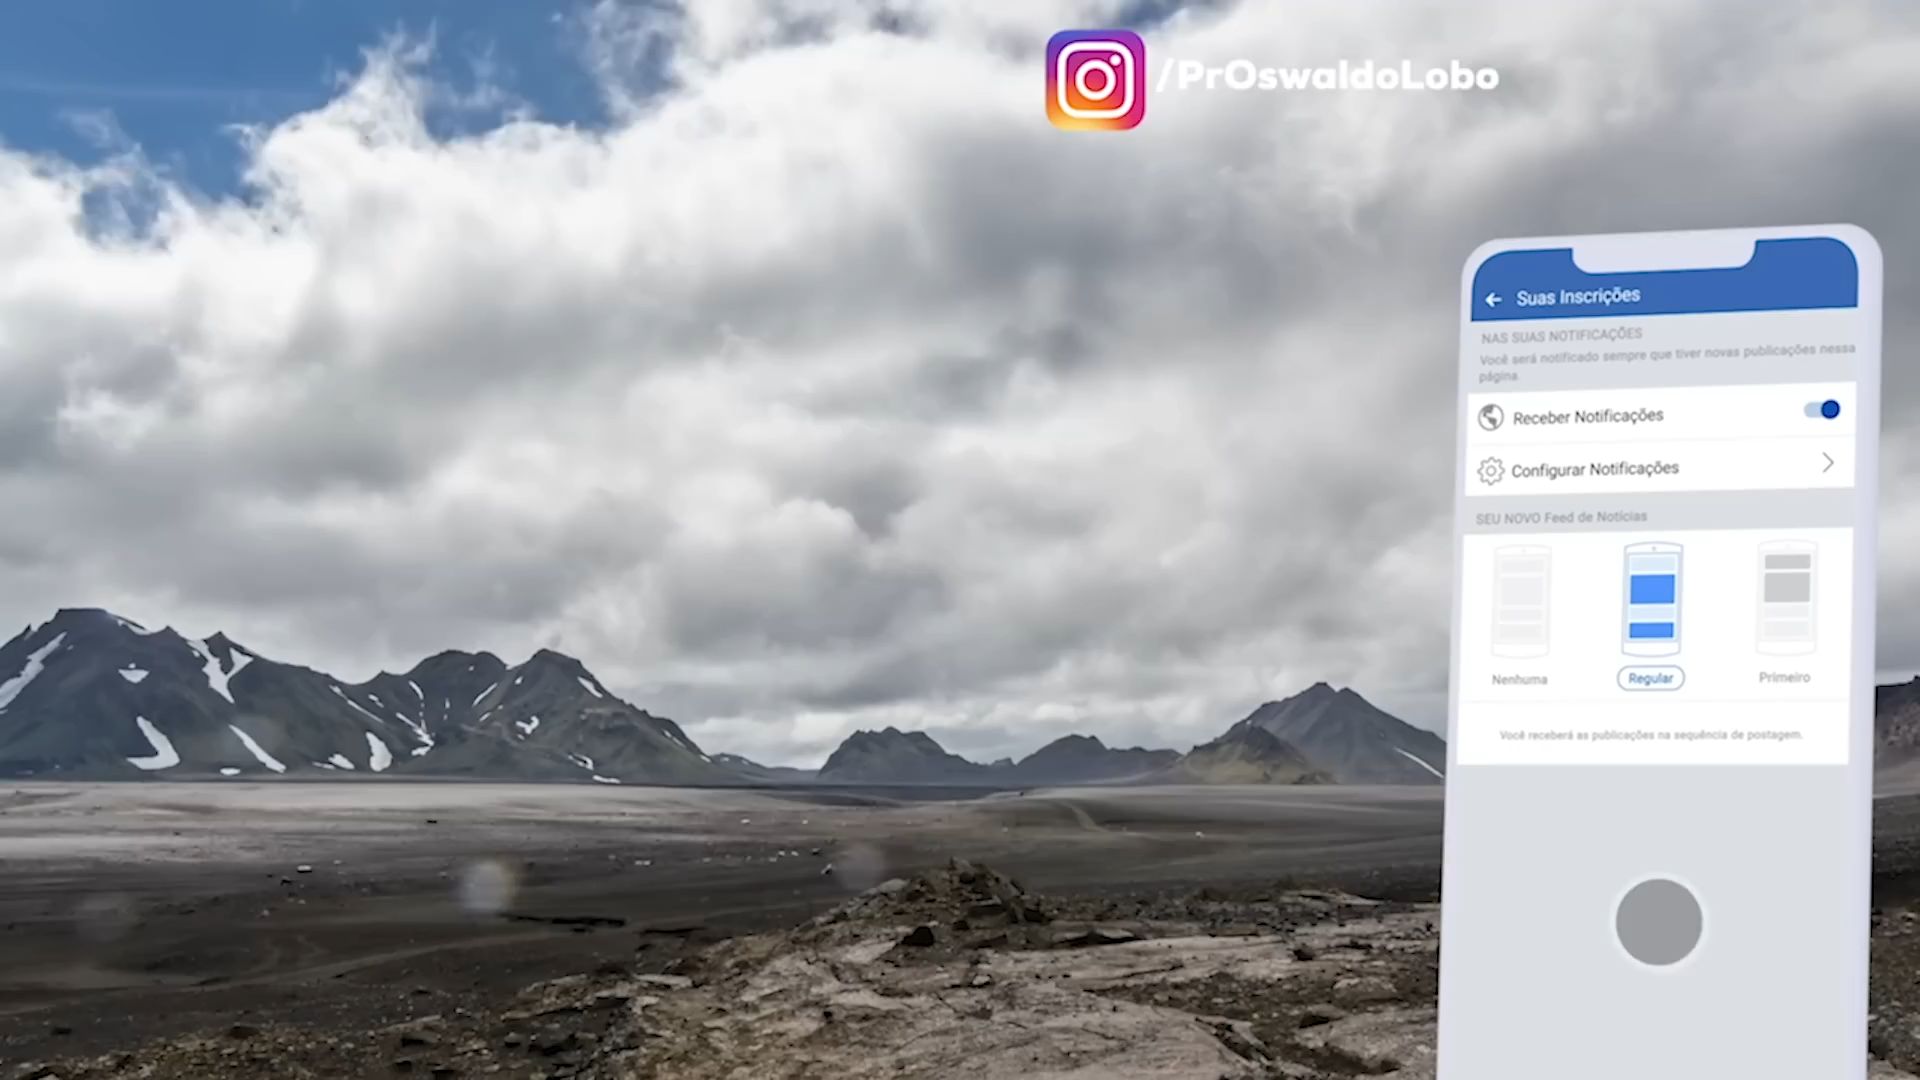 /PrOswaldoLobo
Suas Inscrições
NAS SUAS NOTIFICAÇÕES
Você será notificado sempre que tiver novas publicações nessa
página.
Receber Notificações
Configurar Notificações
SEU NOVO Feed de Notícias
Nenhuma
Regular
Primeiro
Você receberá as publicações na sequência de postagem.